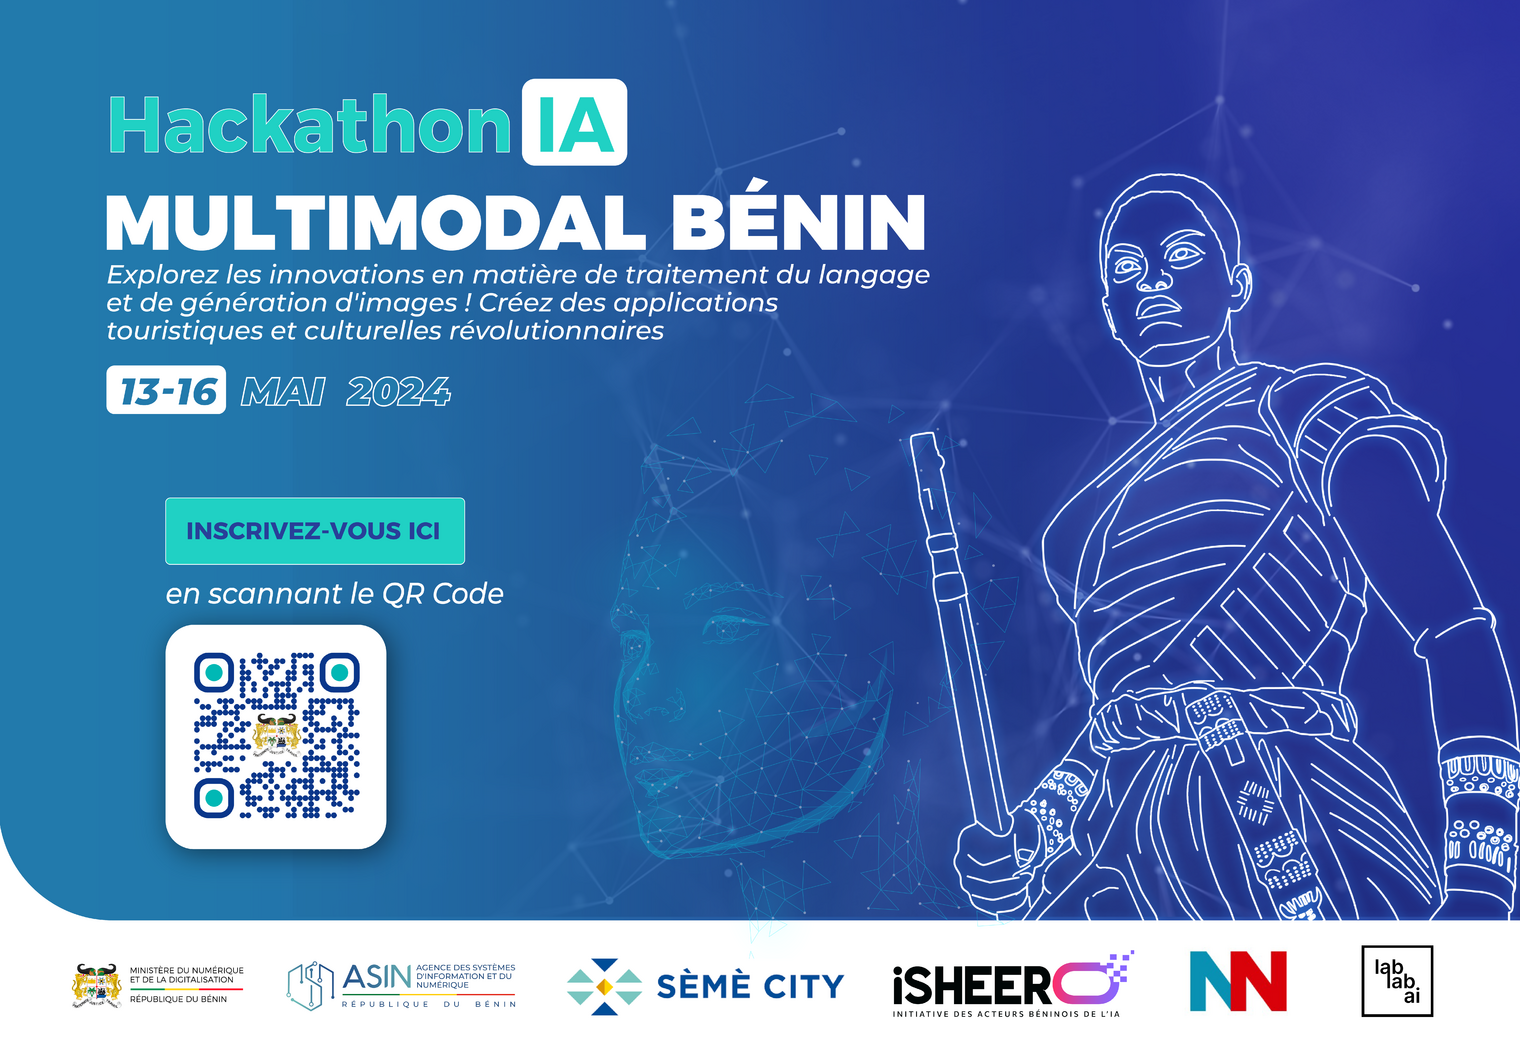 Hackathon IA
MULTIMODAL BÉNIN
Explorez les innovations en matière de traitement du langage
et de génération d'images ! Créez des applications
touristiques et culturelles révolutionnaires
13-16 MAI 2024
INSCRIVEZ-VOUS ICI
en scannant le QR Code
MINISTÈRE DU NUMÉRIQUE
ET DE LA DIGITALISATION
RÉPUBLIQUE DU BÉNIN
ASIN
AGENCE DES SYSTÈMES
D'INFORMATION ET DU
NUMÉRIQUE
RÉPUBLIQUE DU BÉNIN
SÈMÈ CITY
iSHEERO
INITIATIVE DES ACTEURS BÉNINOIS DE L'IA
NN
lab
lab
ai